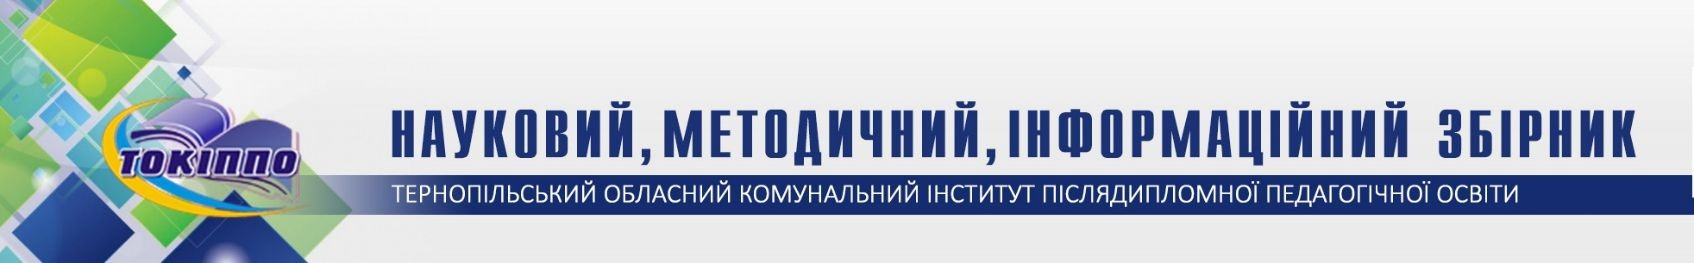 НАУКОВИЙ, МЕТОДИЧНИЙ, ІНФОРМАЦІЙНИЙ ЗБІРНИК
ТОКІППО
ТЕРНОПІЛЬСЬКИЙ ОБЛАСНИЙ КОМУНАЛЬНИЙ ІНСТИТУТ ПІСЛЯДИПЛОМНОЇ ПЕДАГОГІЧНОЇ ОСВІТИ